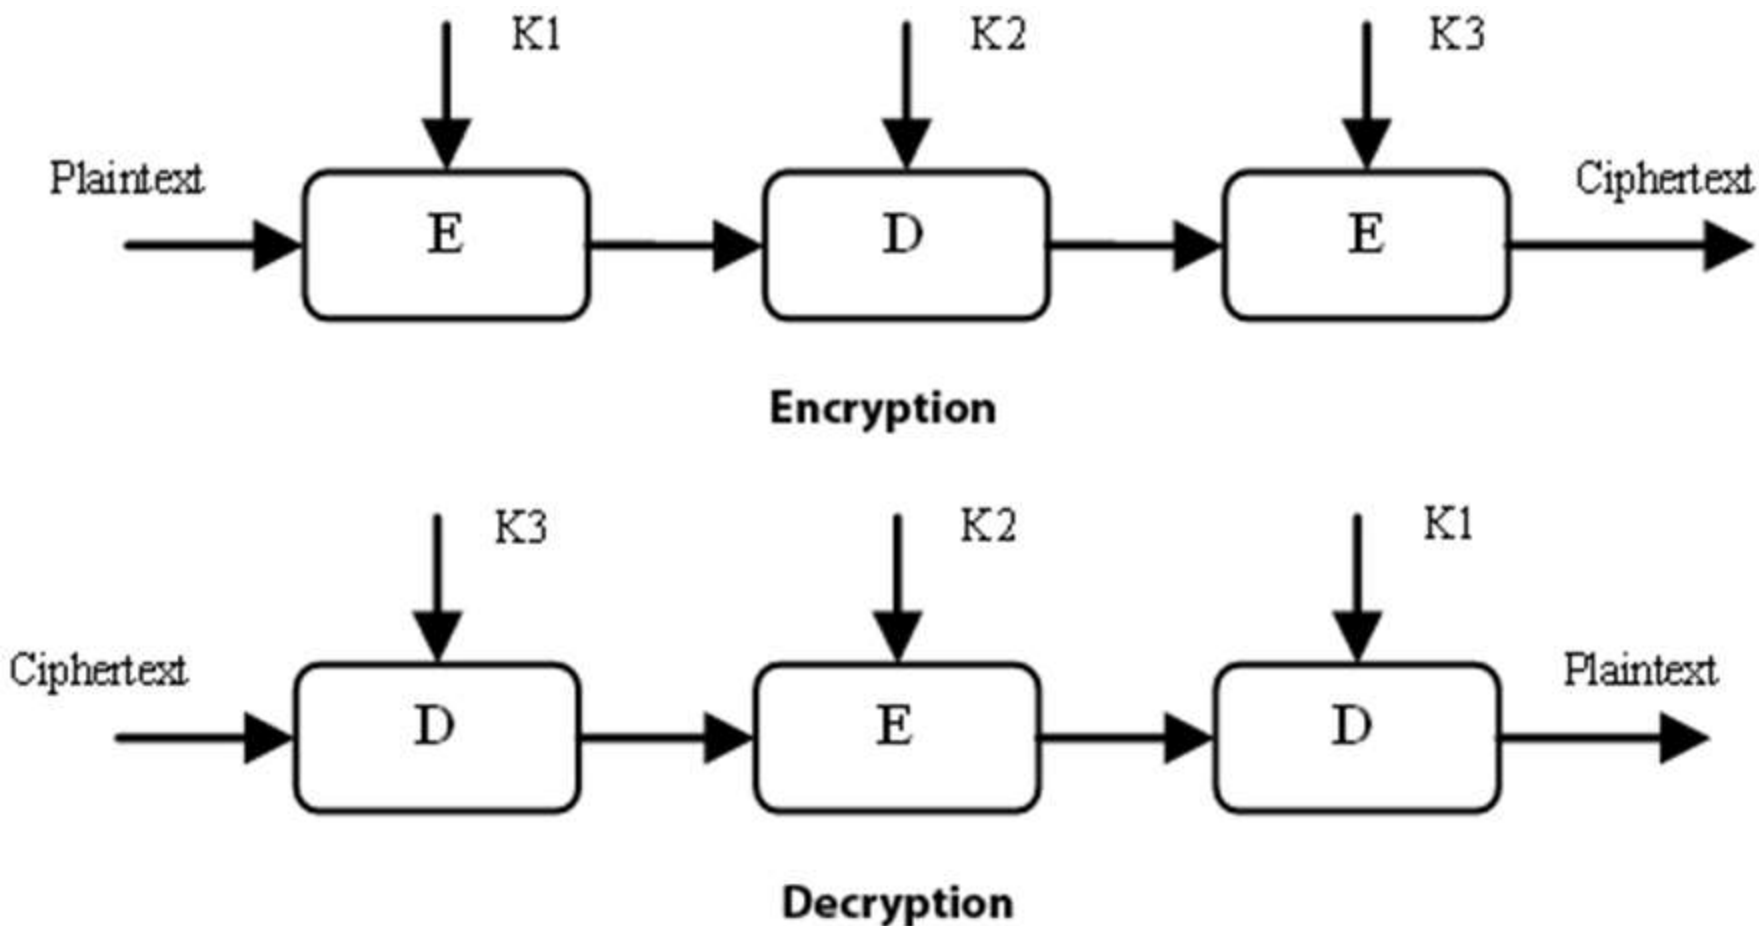 K1 K2 K3
Plaintext Ciphertext
E D E
Encryption
K3 K2 K1
Ciphertext Plaintext
D E D
Decryption